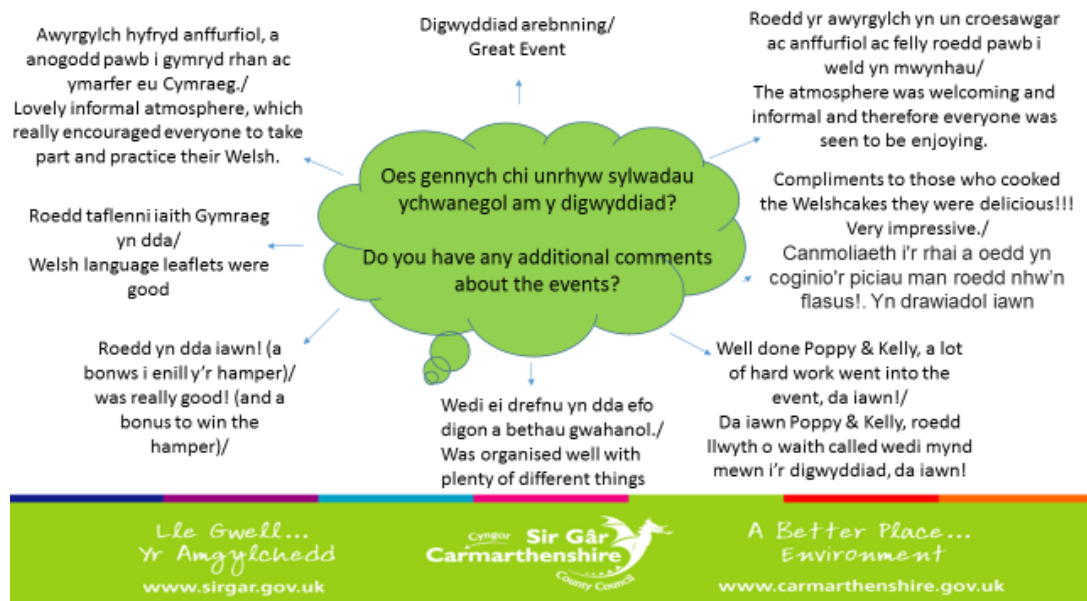 Awyrgylch hyfryd anffurfiol, a
anogodd pawb i gymryd rhan ac
ymarfer eu Cymraeg./
Lovely informal atmosphere, which
really encouraged everyone to take
part and practice their Welsh.
Digwyddiad arebnning/
Great Event
Roedd yr awyrgylch yn un croesawgar
ac anffurfiol ac felly roedd pawb i
weld yn mwynhau/
The atmosphere was welcoming and
informal and therefore everyone was
seen to be enjoying.
Oes gennych chi unrhyw sylwadau
ychwanegol am y digwyddiad?
Do you have any additional comments
about the events?
Roedd taflenni iaith Gymraeg
yn dda/
Welsh language leaflets were
good
Compliments to those who cooked
the Welshcakes they were delicious!!!
Very impressive./
Canmoliaeth i'r rhai a oedd yn
coginio'r piciau man roedd nhw'n
flasus!. Yn drawiadol iawn
Roedd yn dda iawn! (a
bonws i enill y'r hamper)/
was really good! (and a
bonus to win the
hamper)/
Wedi ei drefnu yn dda efo
digon a bethau gwahanol./
Was organised well with
plenty of different things
Well done Poppy & Kelly, a lot
of hard work went into the
event, da iawn!/
Da iawn Poppy & Kelly, roedd
llwyth o waith called wedi mynd
mewn i'r digwyddiad, da iawn!
Lle Gwell...
Yr Amgylchedd
www.sirgar.gov.uk
Cyngor Sir Gâr
Carmarthenshire
County Council
A Better Place...
Environment
www.carmarthenshire.gov.uk